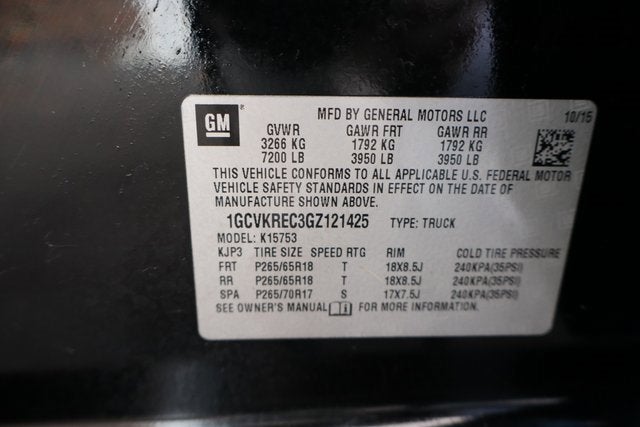 GM
MFD BY GENERAL MOTORS LLC 10/15
GVWR GAWR FRT GAWR RR
3266 KG 1792 KG 1792 KG
7200 LB 3950 LB 3950 LB
THIS VEHICLE CONFORMS TO ALL APPLICABLE U.S. FEDERAL MOTOR
VEHICLE SAFETY STANDARDS IN EFFECT ON THE DATE OF
MANUFACTURE SHOWN ABOVE.
1GCVKREC3GZ121425 TYPE: TRUCK
MODEL: K15753
KJP3 TIRE SIZE SPEED RTG RIM COLD TIRE PRESSURE
FRT P265/65R18 T 18X8.5J 240KPA(35PSI)
RR P265/65R18 T 18X8.5J 240KPA(35PSI)
SPA P265/70R17 S 17X7.5J 240KPA(35PSI)
SEE OWNER'S MANUAL FOR MORE INFORMATION.